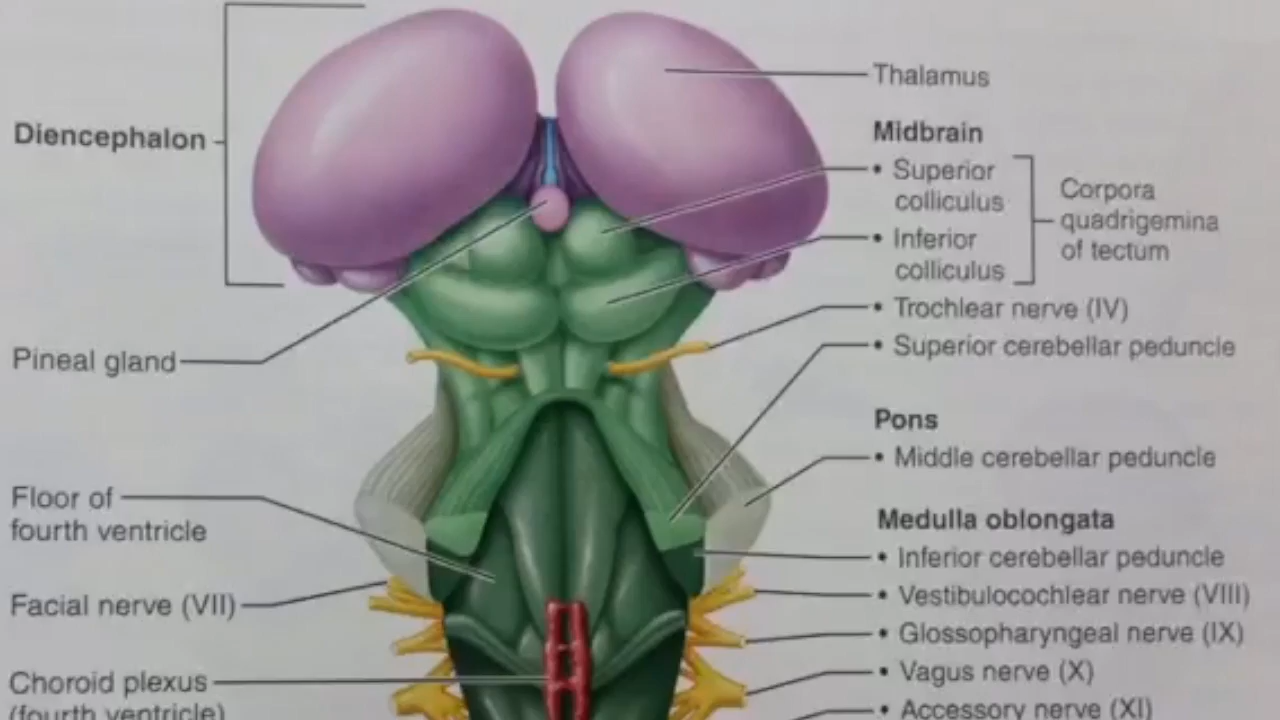 Diencephalon
Pineal gland
Floor of
fourth ventricle
Facial nerve (VII)
Choroid plexus
(fourth ventricle)
Thalamus
Midbrain
• Superior
colliculus
• Inferior
colliculus
Corpora
quadrigemina
of tectum
• Trochlear nerve (IV)
• Superior cerebellar peduncle
Pons
• Middle cerebellar peduncle
Medulla oblongata
• Inferior cerebellar peduncle
• Vestibulocochlear nerve (VIII)
• Glossopharyngeal nerve (IX)
• Vagus nerve (X)
• Accessory nerve (XI)